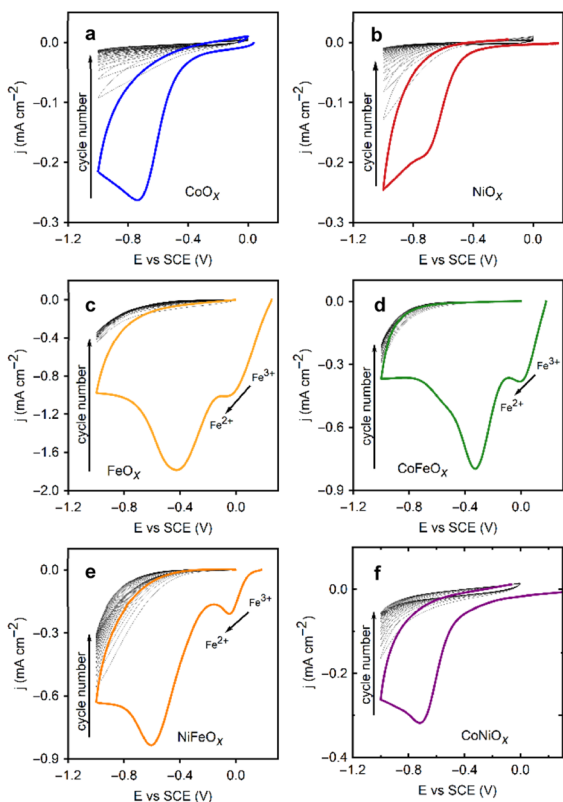 a
0.0
−0.1
−0.2
−0.3
j (mA cm⁻²)
cycle number
CoOx
−1.2 −0.8 −0.4 0.0
E vs SCE (V)
b
0.0
−0.1
−0.2
−0.3
j (mA cm⁻²)
cycle number
NiOx
−1.2 −0.8 −0.4 0.0
E vs SCE (V)
c
0.0
−0.4
−0.8
−1.2
−1.6
−2.0
j (mA cm⁻²)
cycle number
Fe³⁺
Fe²⁺
FeOx
−1.2 −0.8 −0.4 0.0
E vs SCE (V)
d
0.0
−0.3
−0.6
−0.9
j (mA cm⁻²)
cycle number
Fe³⁺
Fe²⁺
CoFeOx
−1.2 −0.8 −0.4 0.0
E vs SCE (V)
e
0.0
−0.3
−0.6
−0.9
j (mA cm⁻²)
cycle number
Fe³⁺
Fe²⁺
NiFeOx
−1.2 −0.8 −0.4 0.0
E vs SCE (V)
f
0.0
−0.2
−0.4
j (mA cm⁻²)
cycle number
CoNiOx
−1.2 −0.8 −0.4 0.0
E vs SCE (V)